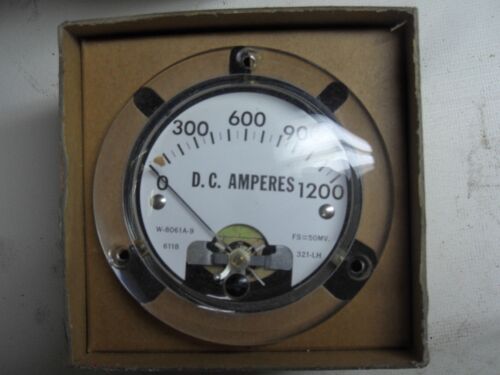 0 300 600 900 1200
D.C. AMPERES
W-6061A-9
6118
FS=50MV.
321-LH